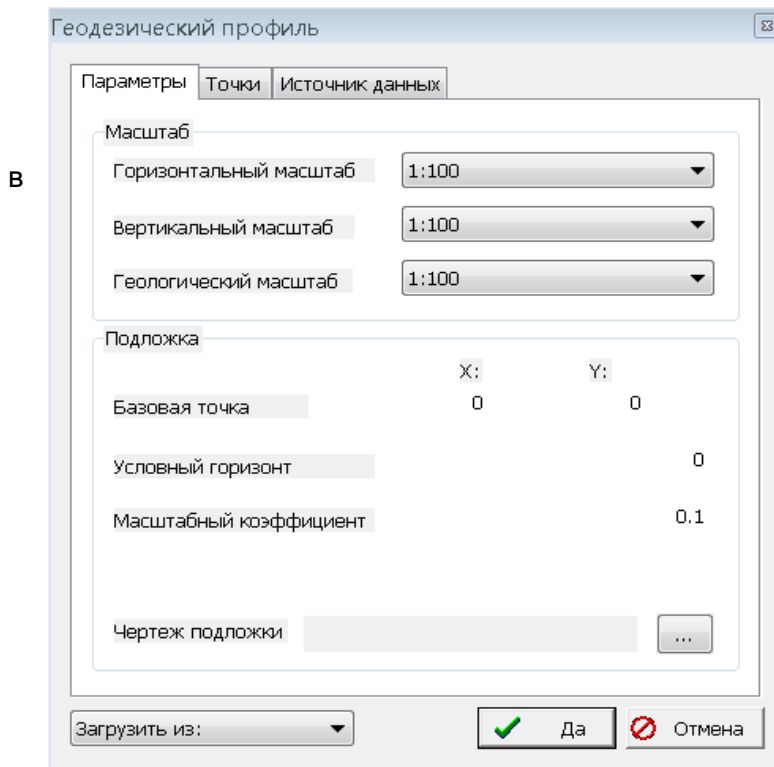 Геодезический профиль
Параметры Точки Источник данных
Масштаб
в
Горизонтальный масштаб 1:100
Вертикальный масштаб 1:100
Геологический масштаб 1:100
Подложка
X: Y:
Базовая точка 0 0
Условный горизонт 0
Масштабный коэффициент 0.1
Чертеж подложки ...
Загрузить из: Да Отмена